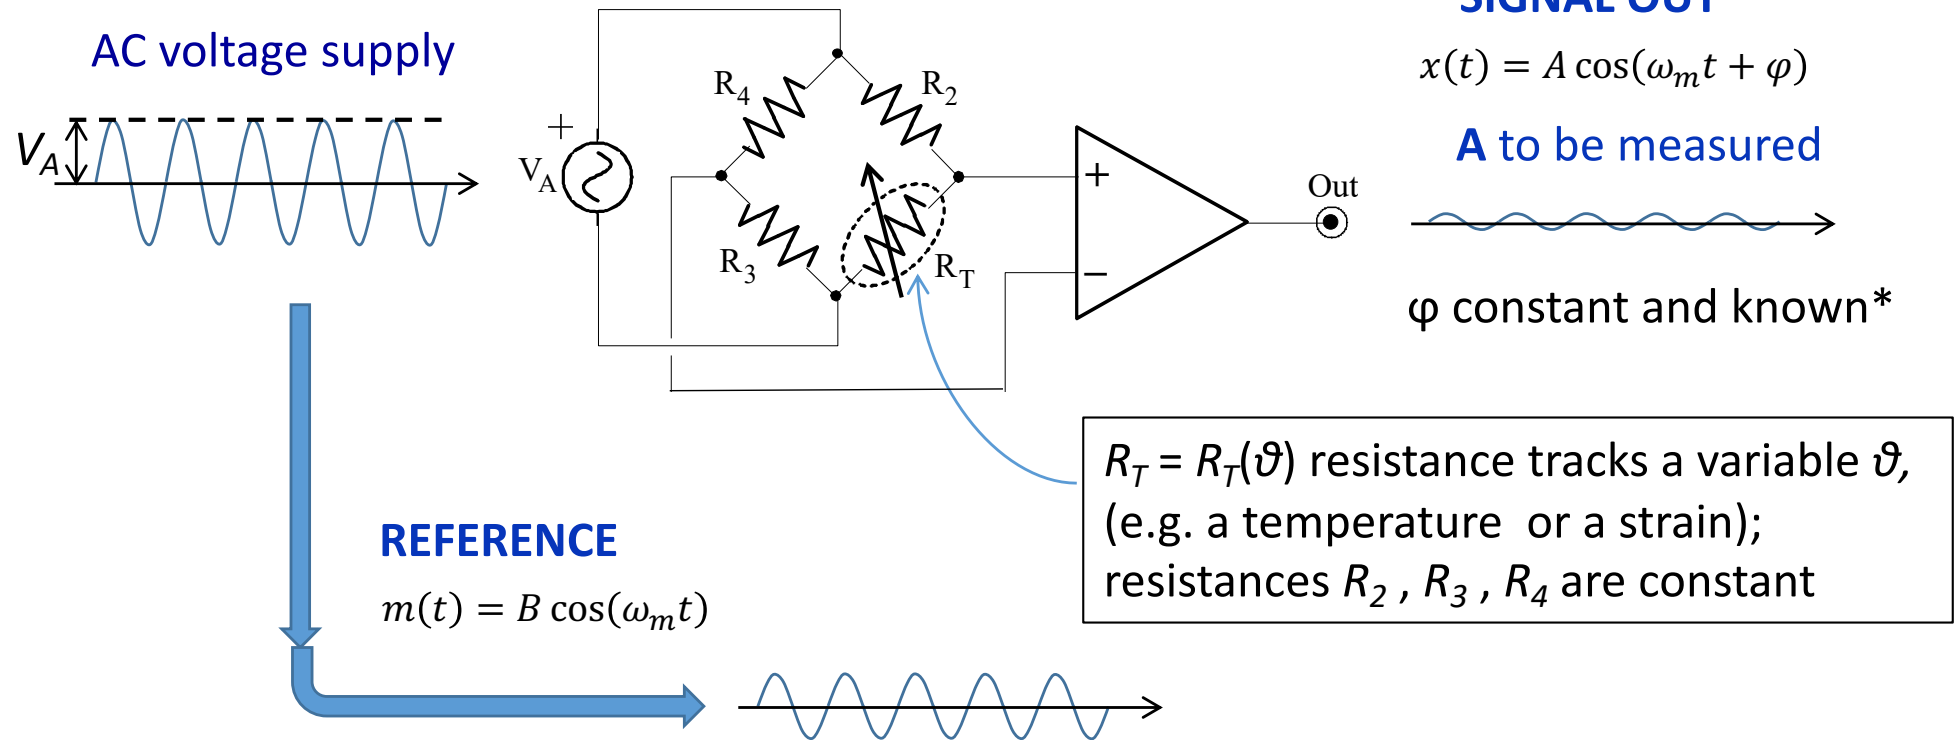 SIGNAL OUT
AC voltage supply
x(t) = A cos(ω_m t + φ)
V_A
R_4
R_2
+
V_A
+
Out
A to be measured
R_3
R_T
−
φ constant and known*
R_T = R_T(ϑ) resistance tracks a variable ϑ,
(e.g. a temperature or a strain);
resistances R_2 , R_3 , R_4 are constant
REFERENCE
m(t) = B cos(ω_m t)